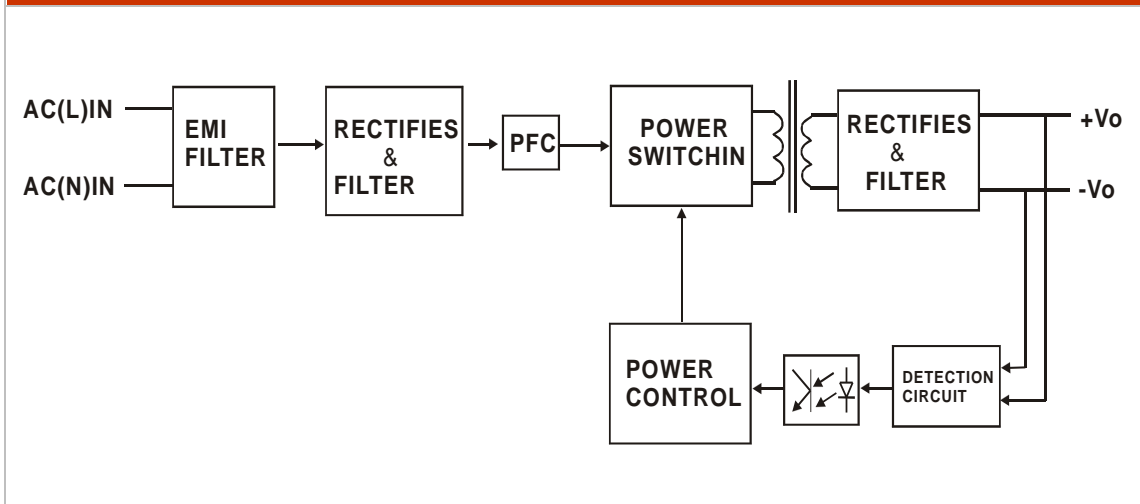 AC(L)IN
AC(N)IN
EMI
FILTER
RECTIFIES
&
FILTER
PFC
POWER
SWITCHIN
RECTIFIES
&
FILTER
+Vo
-Vo
POWER
CONTROL
DETECTION
CIRCUIT